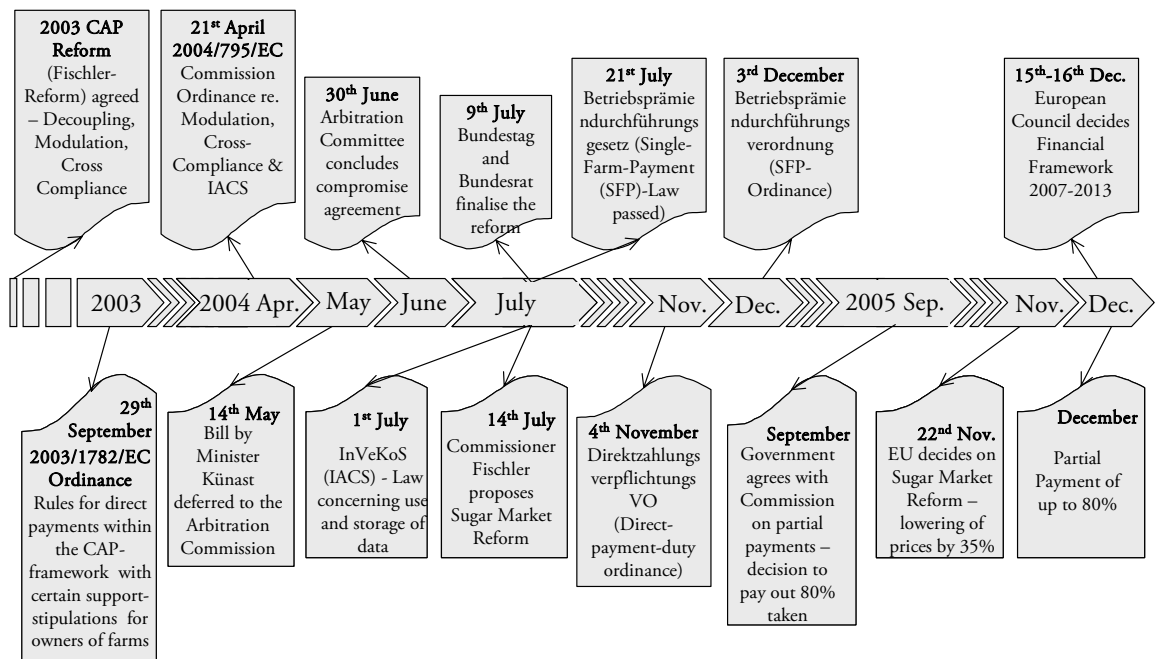 2003 CAP
Reform
(Fischler-
Reform) agreed
– Decoupling,
Modulation,
Cross
Compliance
21st April
2004/795/EC
Commission
Ordinance re.
Modulation,
Cross-
Compliance &
IACS
30th June
Arbitration
Committee
concludes
compromise
agreement
9th July
Bundestag
and
Bundesrat
finalise the
reform
21st July
Betriebsprämie
ndurchführungs
gesetz (Single-
Farm-Payment
(SFP)-Law
passed)
3rd December
Betriebsprämie
ndurchführungs
verordnung
(SFP-
Ordinance)
15th-16th Dec.
European
Council decides
Financial
Framework
2007-2013
2003
2004 Apr.
May
June
July
Nov.
Dec.
2005 Sep.
Nov.
Dec.
29th
September
2003/1782/EC
Ordinance
Rules for direct
payments within
the CAP-
framework with
certain support-
stipulations for
owners of farms
14th May
Bill by
Minister
Künast
deferred to the
Arbitration
Commission
1st July
InVeKoS
(IACS) - Law
concerning use
and storage of
data
14th July
Commissioner
Fischler
proposes
Sugar Market
Reform
4th November
Direktzahlungs
verpflichtungs
VO
(Direct-
payment-duty
ordinance)
September
Government
agrees with
Commission
on partial
payments –
decision to
pay out 80%
taken
22nd Nov.
EU decides on
Sugar Market
Reform –
lowering of
prices by 35%
December
Partial
Payment of
up to 80%